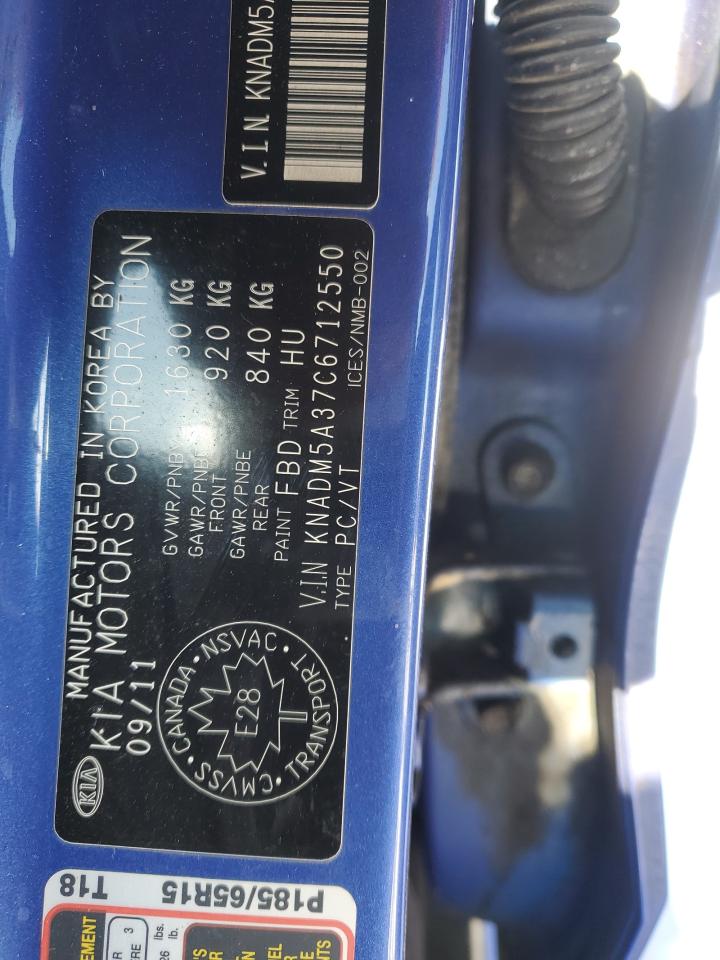 V.I.N. KNADM5A
KIA
MANUFACTURED IN KOREA BY
KIA MOTORS CORPORATION
09/11
GVWR/PNBV 1630 KG
GAWR/PNBE FRONT 920 KG
GAWR/PNBE REAR 840 KG
PAINT FBD TRIM HU
V.I.N KNADM5A37C6712550
TYPE PC/VT ICES/NMB-002
CANADA • NSVAC • TRANSPORT • CMVSS •
E28
T18
P185/65R15